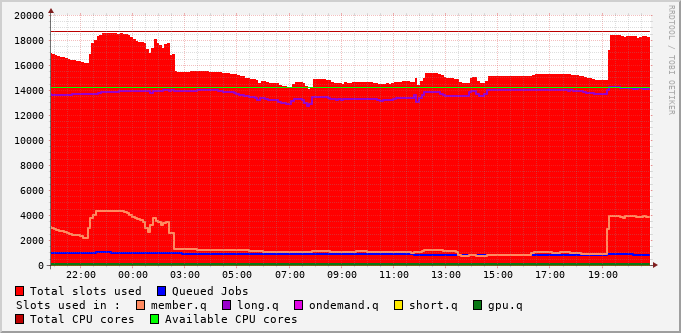 20000
18000
16000
14000
12000
10000
8000
6000
4000
2000
0
22:00 00:00 03:00 05:00 07:00 09:00 11:00 13:00 15:00 17:00 19:00
RRDTOOL / TOBI OETIKER
Total slots used Queued Jobs
Slots used in : member.q long.q ondemand.q short.q gpu.q
Total CPU cores Available CPU cores